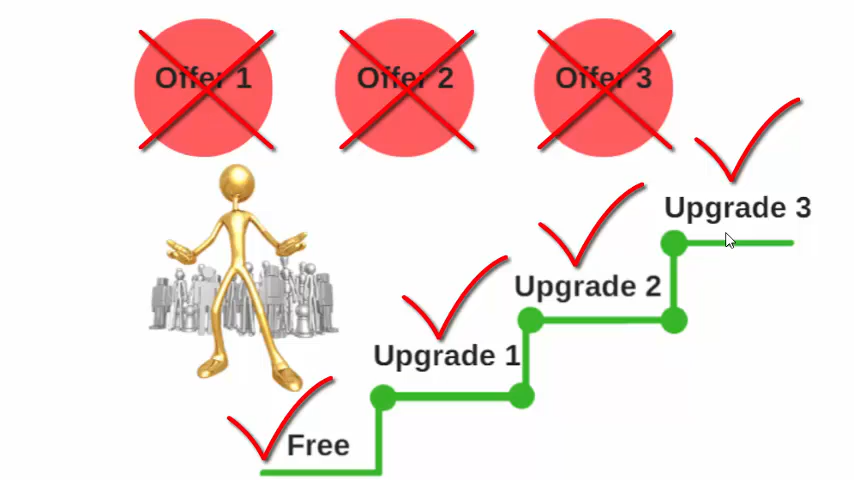 Offer 1
Offer 2
Offer 3
Upgrade 3
Upgrade 2
Upgrade 1
Free